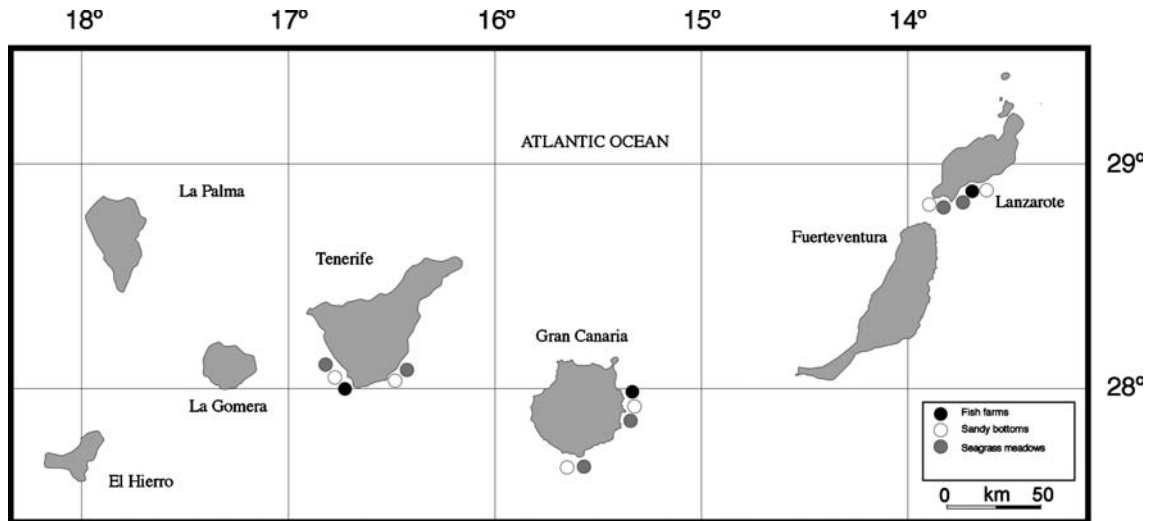 18º 17º 16º 15º 14º
ATLANTIC OCEAN
29º
La Palma
Lanzarote
Fuerteventura
Tenerife
Gran Canaria
28º
La Gomera
Fish farms
Sandy bottoms
Seagrass meadows
El Hierro
0 km 50